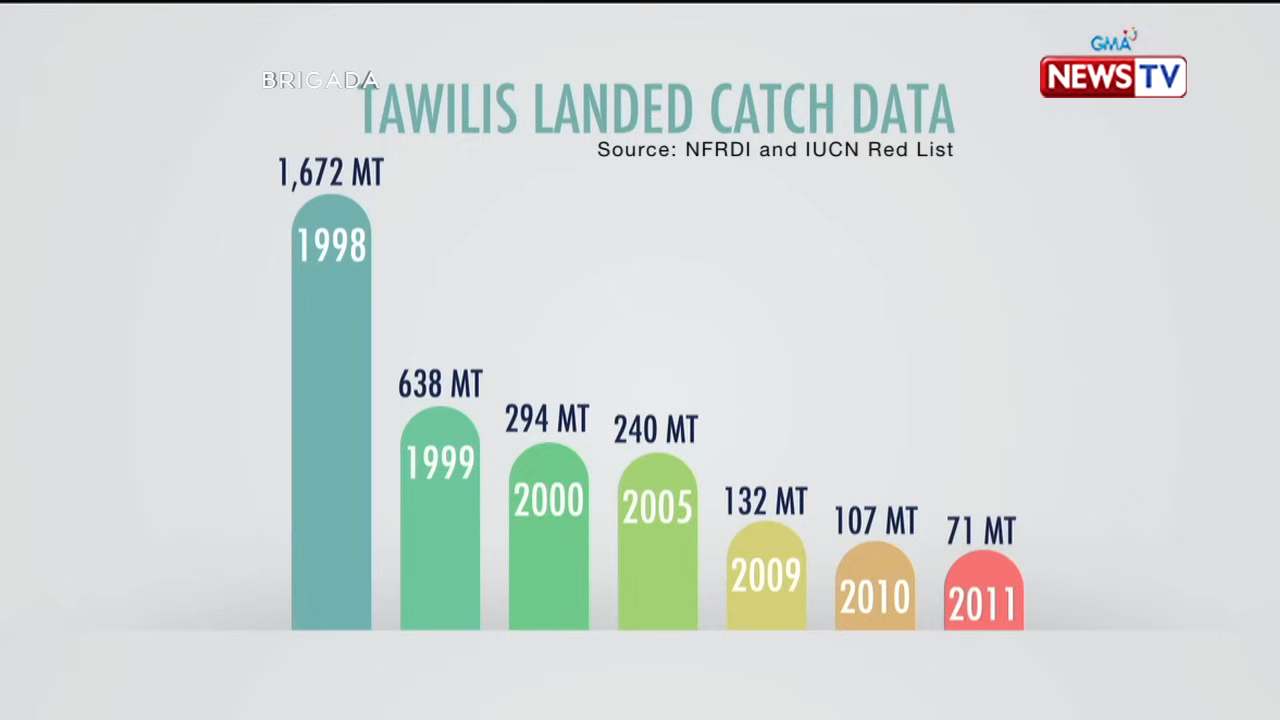 GMA
NEWS TV
BRIGADA
TAWILIS LANDED CATCH DATA
Source: NFRDI and IUCN Red List
1,672 MT
1998
638 MT
1999
294 MT
2000
240 MT
2005
132 MT
2009
107 MT
2010
71 MT
2011